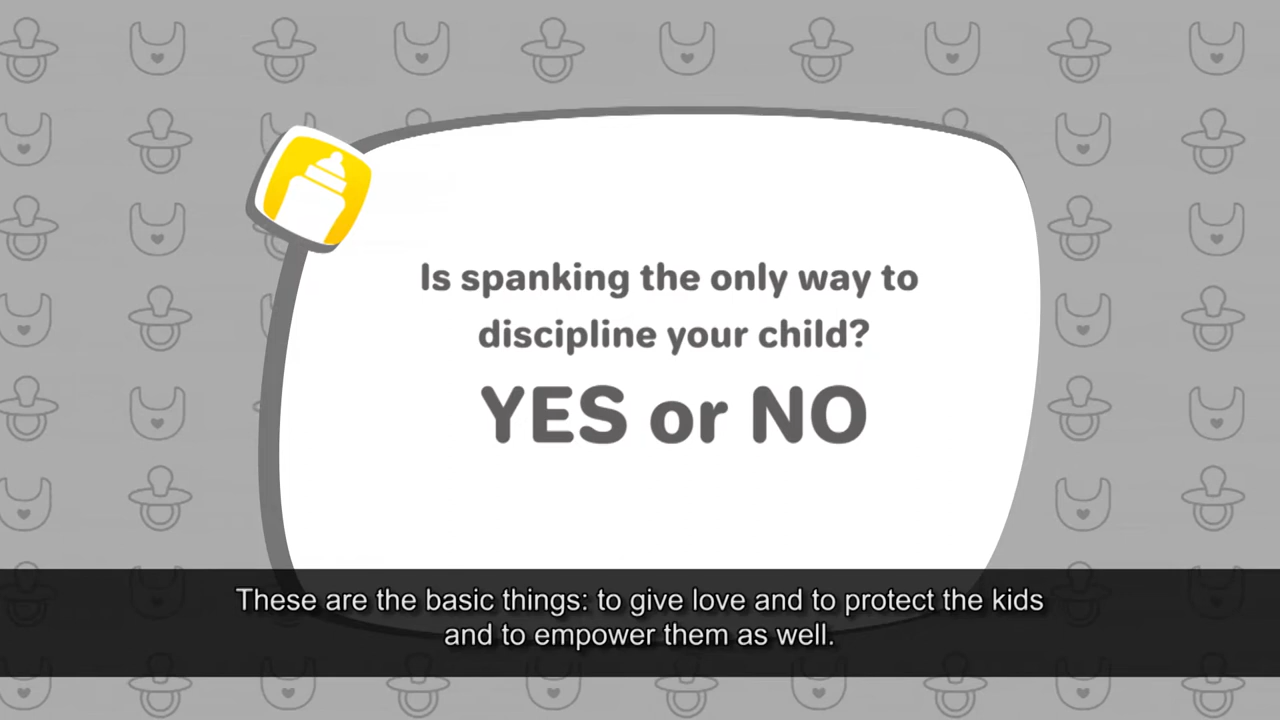 Is spanking the only way to
discipline your child?
YES or NO
These are the basic things: to give love and to protect the kids
and to empower them as well.